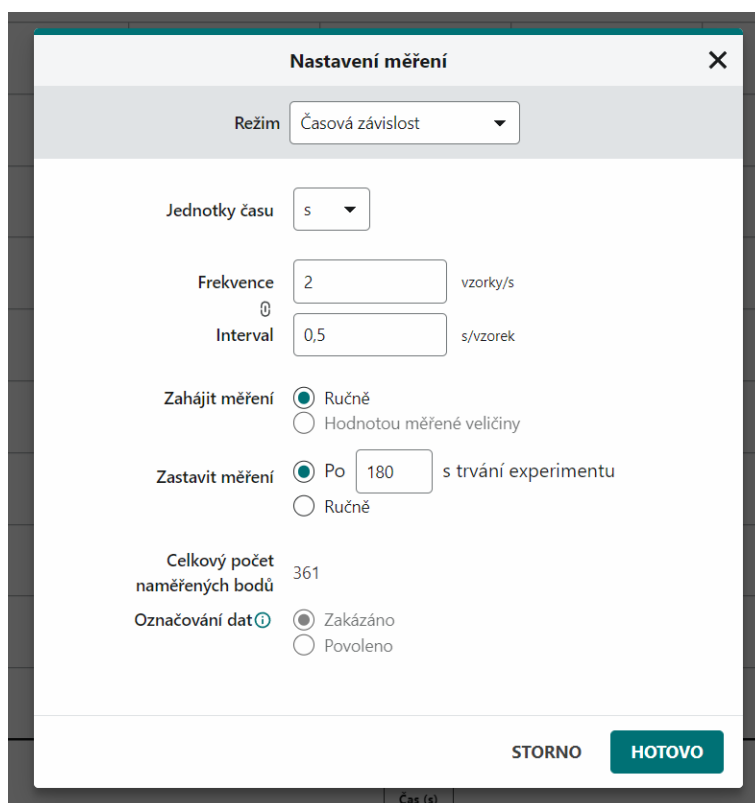 Nastavení měření
Režim Časová závislost
Jednotky času s
Frekvence 2 vzorky/s
Interval 0,5 s/vzorek
Zahájit měření Ručně
Hodnotou měřené veličiny
Zastavit měření Po 180 s trvání experimentu
Ručně
Celkový počet
naměřených bodů 361
Označování dat Zakázáno
Povoleno
STORNO HOTOVO
Čas (s)